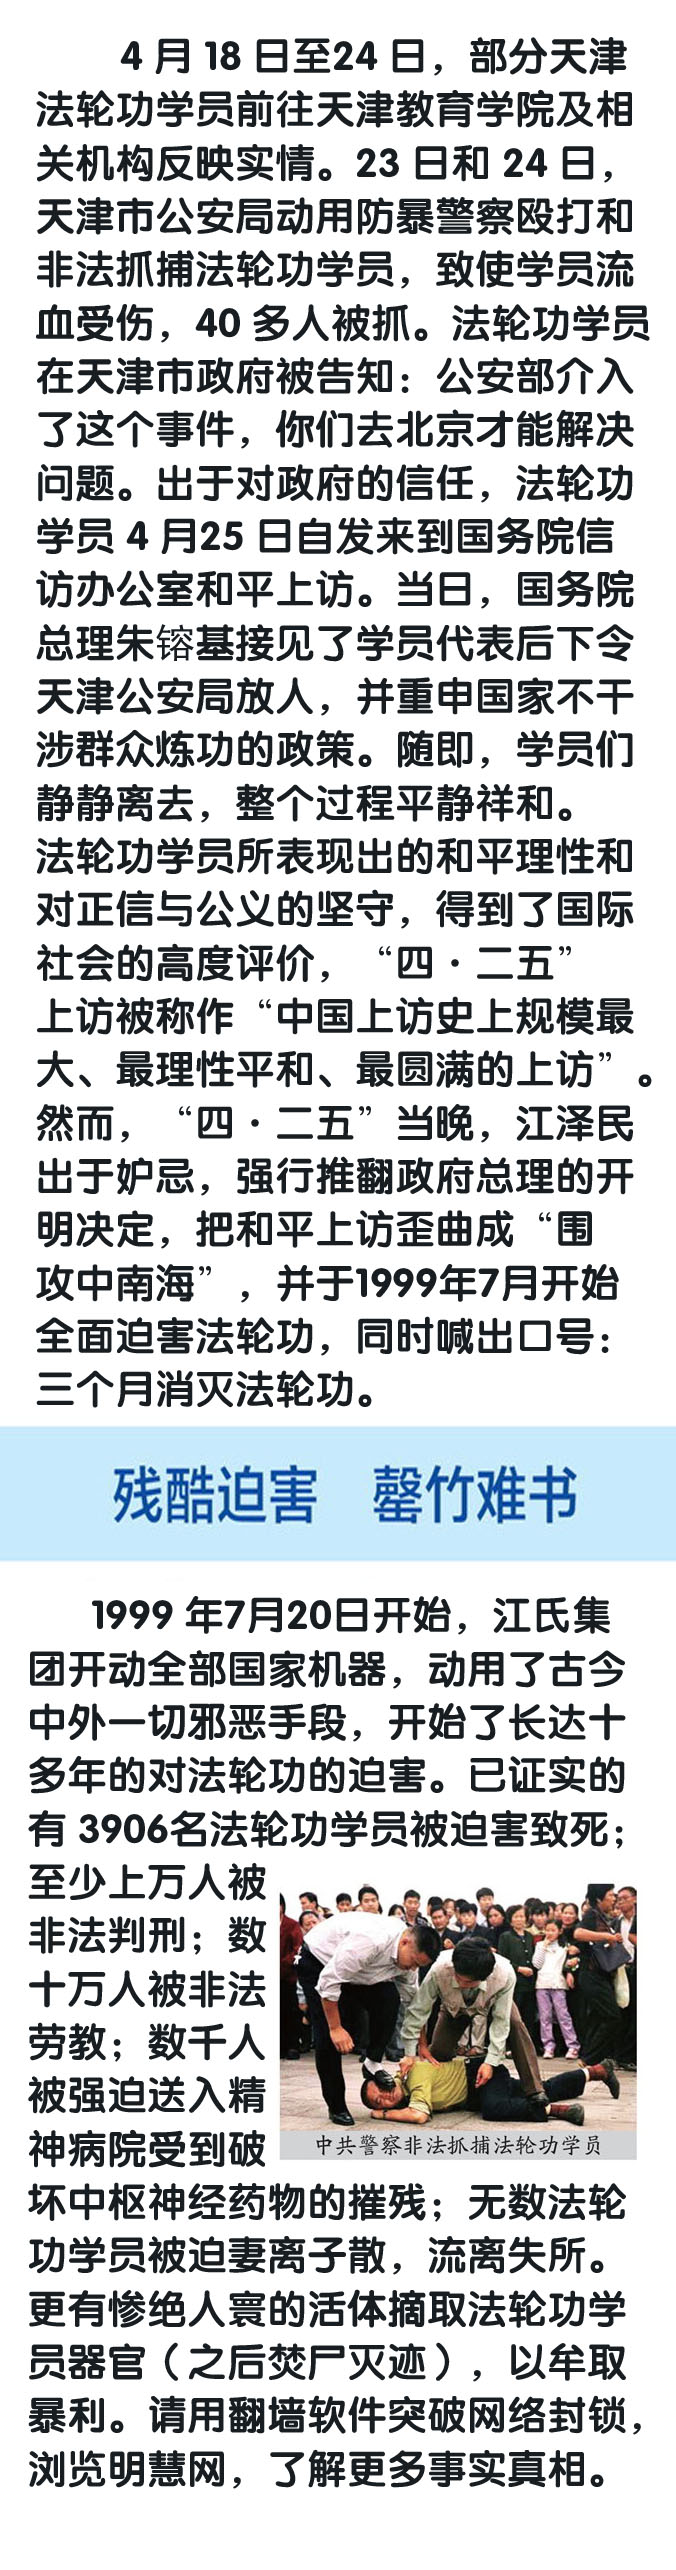 4 月 18 日至24 日，部分天津
法轮功学员前往天津教育学院及相
关机构反映实情。23 日和 24 日，
天津市公安局动用防暴警察殴打和
非法抓捕法轮功学员，致使学员流
血受伤，40 多人被抓。法轮功学员
在天津市政府被告知：公安部介入
了这个事件，你们去北京才能解决
问题。出于对政府的信任，法轮功
学员 4 月25 日自发来到国务院信
访办公室和平上访。当日，国务院
总理朱镕基接见了学员代表后下令
天津公安局放人，并重申国家不干
涉群众炼功的政策。随即，学员们
静静离去，整个过程平静祥和。
法轮功学员所表现出的和平理性和
对正信与公义的坚守，得到了国际
社会的高度评价，“四·二五”
上访被称作“中国上访史上规模最
大、最理性平和、最圆满的上访”。
然而，“四·二五”当晚，江泽民
出于妒忌，强行推翻政府总理的开
明决定，把和平上访歪曲成“围
攻中南海”，并于1999年7月开始
全面迫害法轮功，同时喊出口号：
三个月消灭法轮功。
残酷迫害 罄竹难书
1999 年7月20日开始，江氏集
团开动全部国家机器，动用了古今
中外一切邪恶手段，开始了长达十
多年的对法轮功的迫害。已证实的
有 3906名法轮功学员被迫害致死；
至少上万人被
非法判刑；数
十万人被非法
劳教；数千人
被强迫送入精
神病院受到破
坏中枢神经药物的摧残；无数法轮
功学员被迫妻离子散，流离失所。
更有惨绝人寰的活体摘取法轮功学
员器官（之后焚尸灭迹），以牟取
暴利。请用翻墙软件突破网络封锁，
浏览明慧网，了解更多事实真相。
中共警察非法抓捕法轮功学员